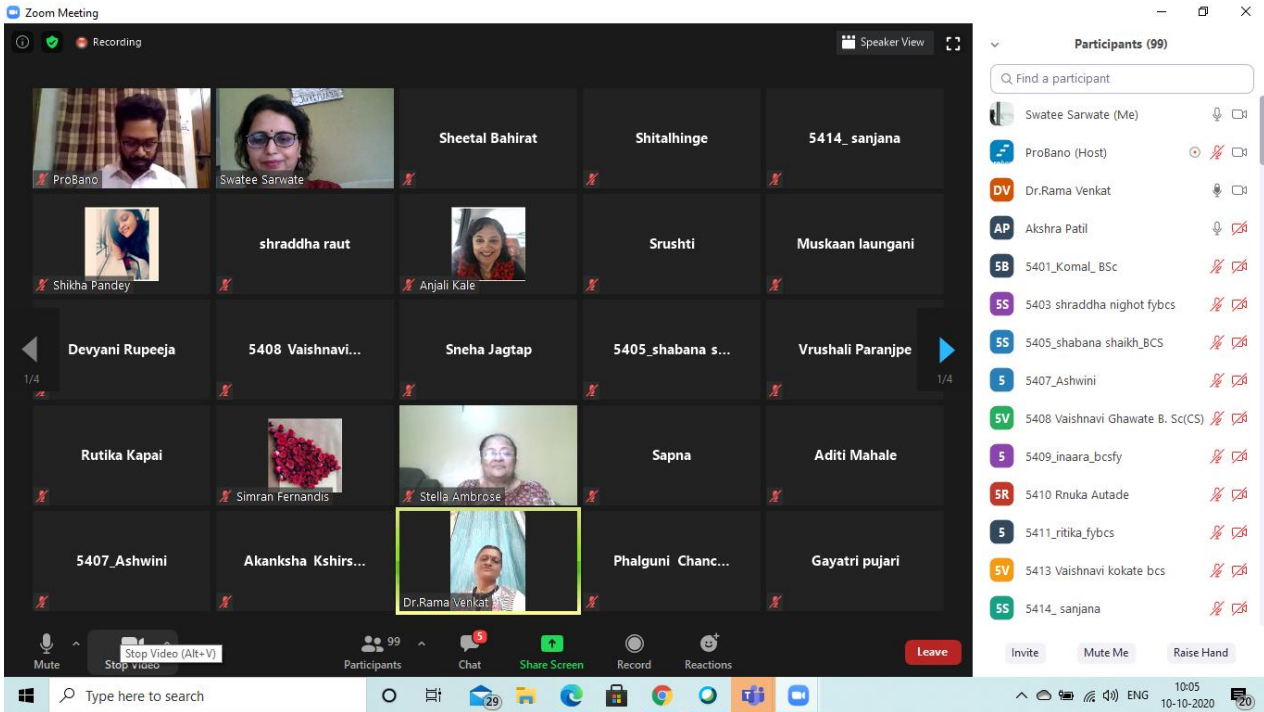 Zoom Meeting
Recording
Speaker View
ProBano
Swatee Sarwate
Sheetal Bahirat
Shitalhinge
5414_ sanjana
Shikha Pandey
shraddha raut
Anjali Kale
Srushti
Muskaan laungani
Devyani Rupeeja
5408 Vaishnavi...
Sneha Jagtap
5405_shabana s...
Vrushali Paranjpe
1/4
1/4
Rutika Kapai
Simran Fernandis
Stella Ambrose
Sapna
Aditi Mahale
5407_Ashwini
Akanksha Kshirs...
Dr.Rama Venkat
Phalguni Chanc...
Gayatri pujari
Mute
Stop Video
Stop Video (Alt+V)
99
Participants
5
Chat
Share Screen
Record
Reactions
Leave
Participants (99)
Find a participant
Swatee Sarwate (Me)
ProBano (Host)
DV Dr.Rama Venkat
AP Akshra Patil
5B 5401_Komal_ BSc
5S 5403 shraddha nighot fybcs
5S 5405_shabana shaikh_BCS
5 5407_Ashwini
5V 5408 Vaishnavi Ghawate B. Sc(CS)
5 5409_inaara_bcsfy
5R 5410 Rnuka Autade
5 5411_ritika_fybcs
5V 5413 Vaishnavi kokate bcs
5S 5414_ sanjana
Invite
Mute Me
Raise Hand
Type here to search
29
ENG
10:05
10-10-2020
20